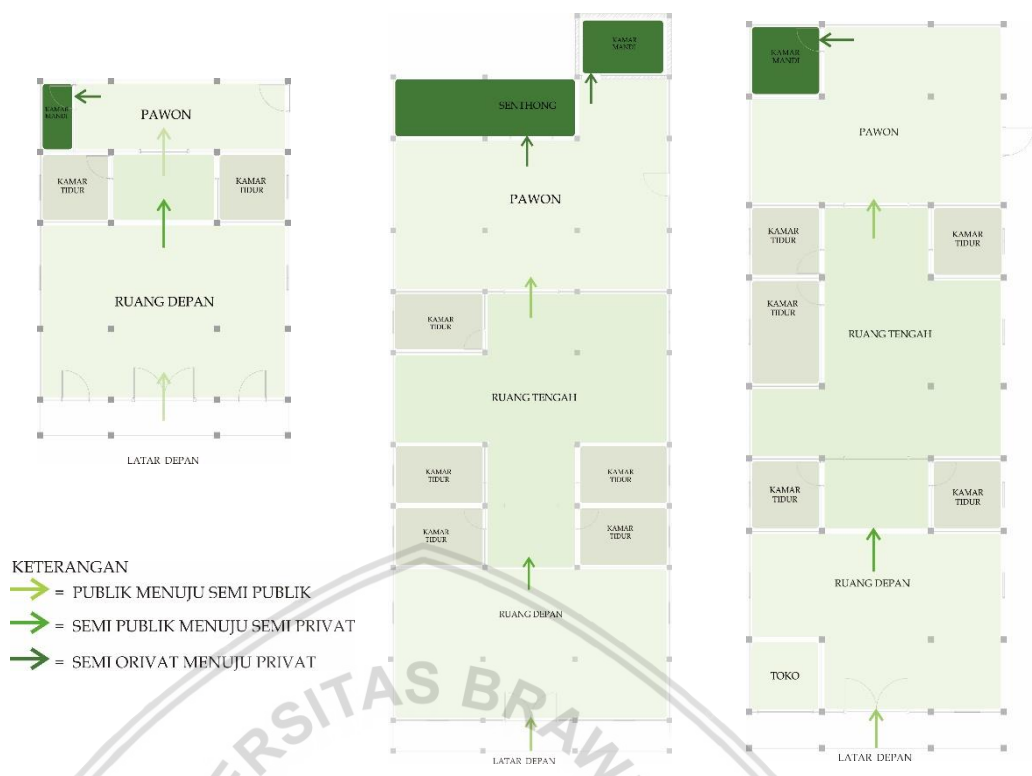 KAMAR
MANDI
PAWON
KAMAR
TIDUR
KAMAR
TIDUR
RUANG DEPAN
LATAR DEPAN
KETERANGAN
= PUBLIK MENUJU SEMI PUBLIK
= SEMI PUBLIK MENUJU SEMI PRIVAT
= SEMI ORIVAT MENUJU PRIVAT
KAMAR
MANDI
SENTHONG
PAWON
KAMAR
TIDUR
RUANG TENGAH
KAMAR
TIDUR
KAMAR
TIDUR
KAMAR
TIDUR
KAMAR
TIDUR
RUANG DEPAN
LATAR DEPAN
KAMAR
MANDI
PAWON
KAMAR
TIDUR
KAMAR
TIDUR
KAMAR
TIDUR
RUANG TENGAH
KAMAR
TIDUR
KAMAR
TIDUR
RUANG DEPAN
TOKO
LATAR DEPAN
ERSITAS BRAW